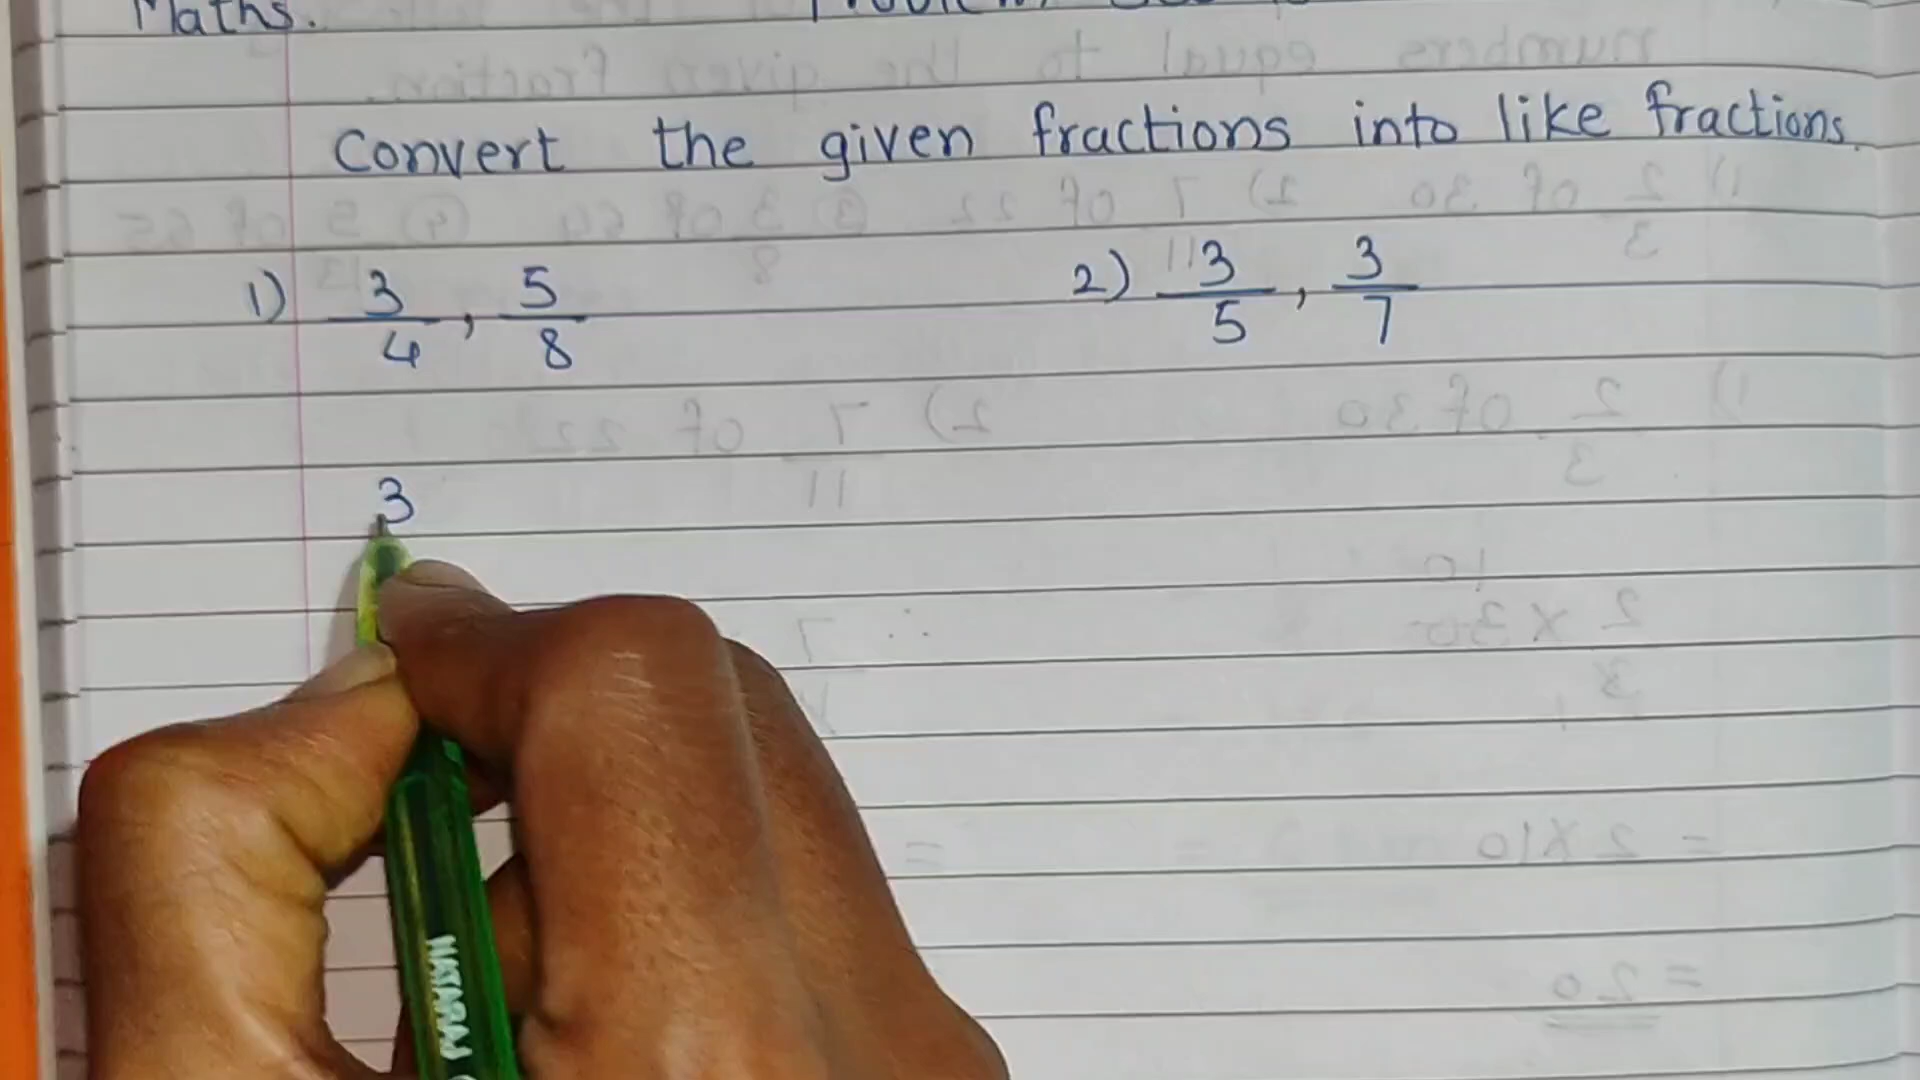 Maths.
Convert the given fractions into like fractions.
1) 3/4 , 5/8 2) 3/5 , 3/7
3
NATARAJ